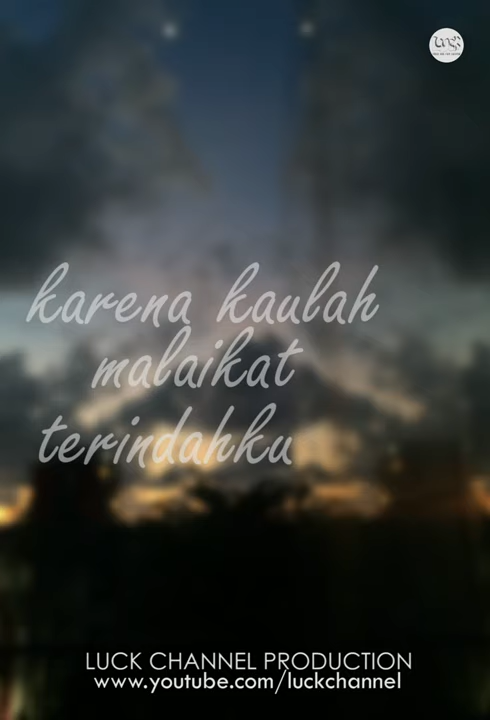 karena kaulah
malaikat
terindahku
LUCK CHANNEL PRODUCTION
www.youtube.com/luckchannel